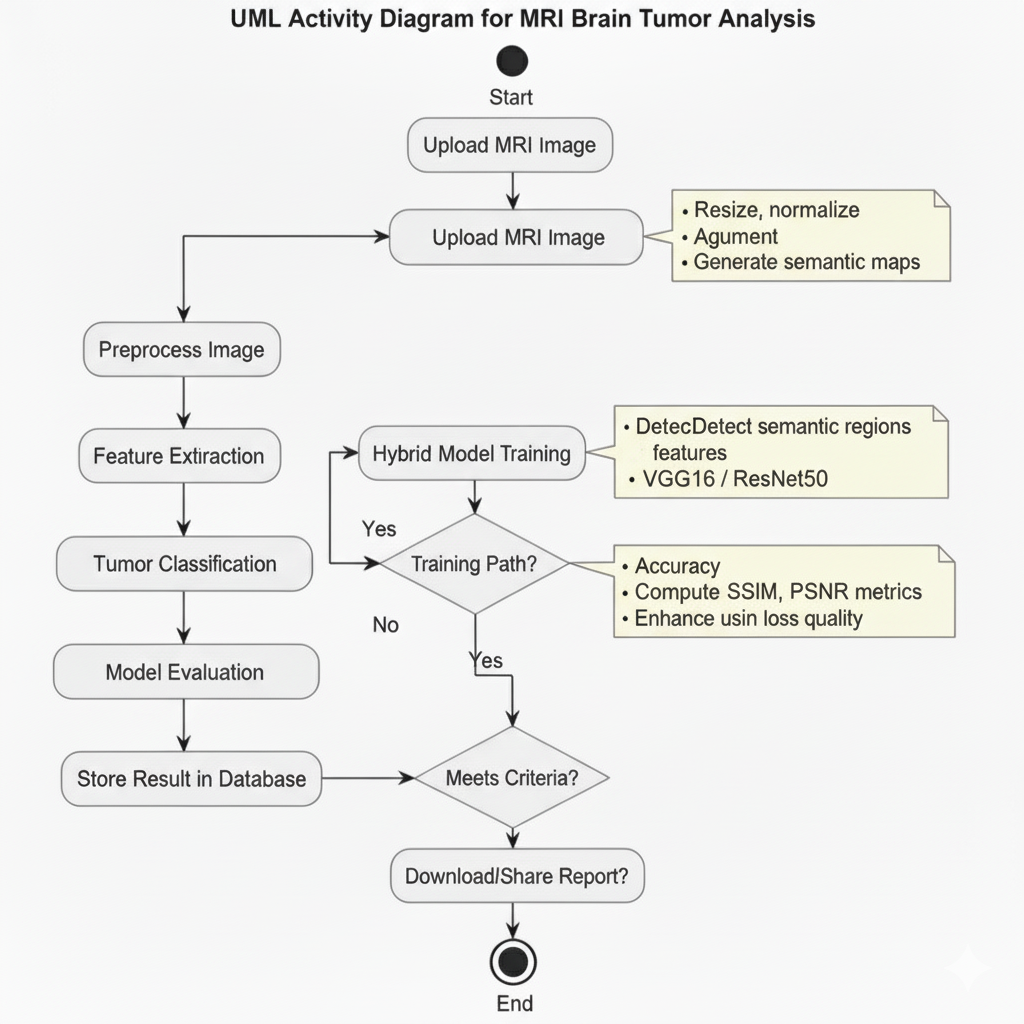 UML Activity Diagram for MRI Brain Tumor Analysis
Start
Upload MRI Image
Upload MRI Image
• Resize, normalize
• Agument
• Generate semantic maps
Preprocess Image
Feature Extiraction
Hybrid Model Training
• DetecDetect semantic regions
features
• VGG16 / ResNet50
Yes
Tumor Classification
Training Path?
• Accuracy
• Compute SSIM, PSNR metrics
• Enhance usin loss quality
No
Yes
Model Evaluation
Store Result in Database
Meets Criteria?
Download/Share Report?
End